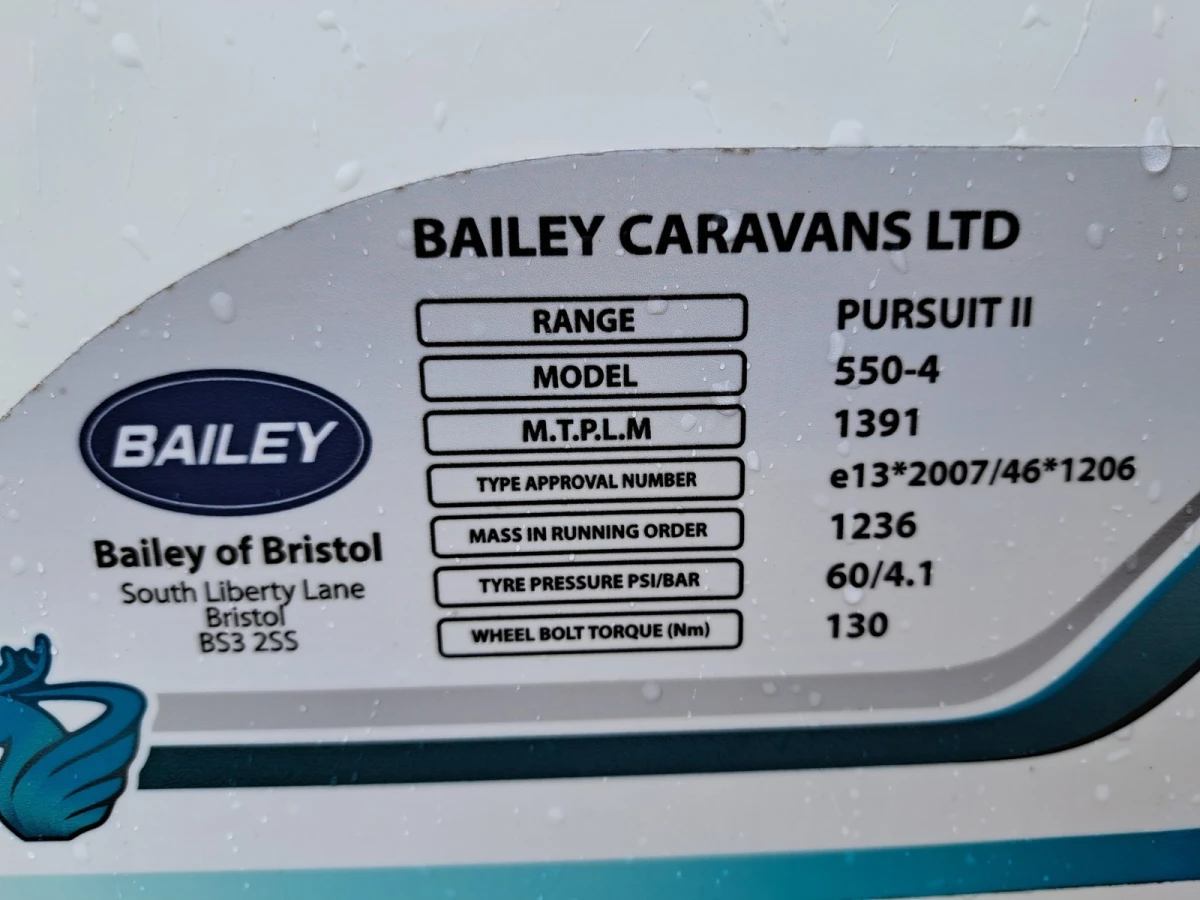 BAILEY CARAVANS LTD
RANGE PURSUIT II
MODEL 550-4
M.T.P.L.M 1391
TYPE APPROVAL NUMBER e13*2007/46*1206
MASS IN RUNNING ORDER 1236
TYRE PRESSURE PSI/BAR 60/4.1
WHEEL BOLT TORQUE (Nm) 130
BAILEY
Bailey of Bristol
South Liberty Lane
Bristol
BS3 2SS